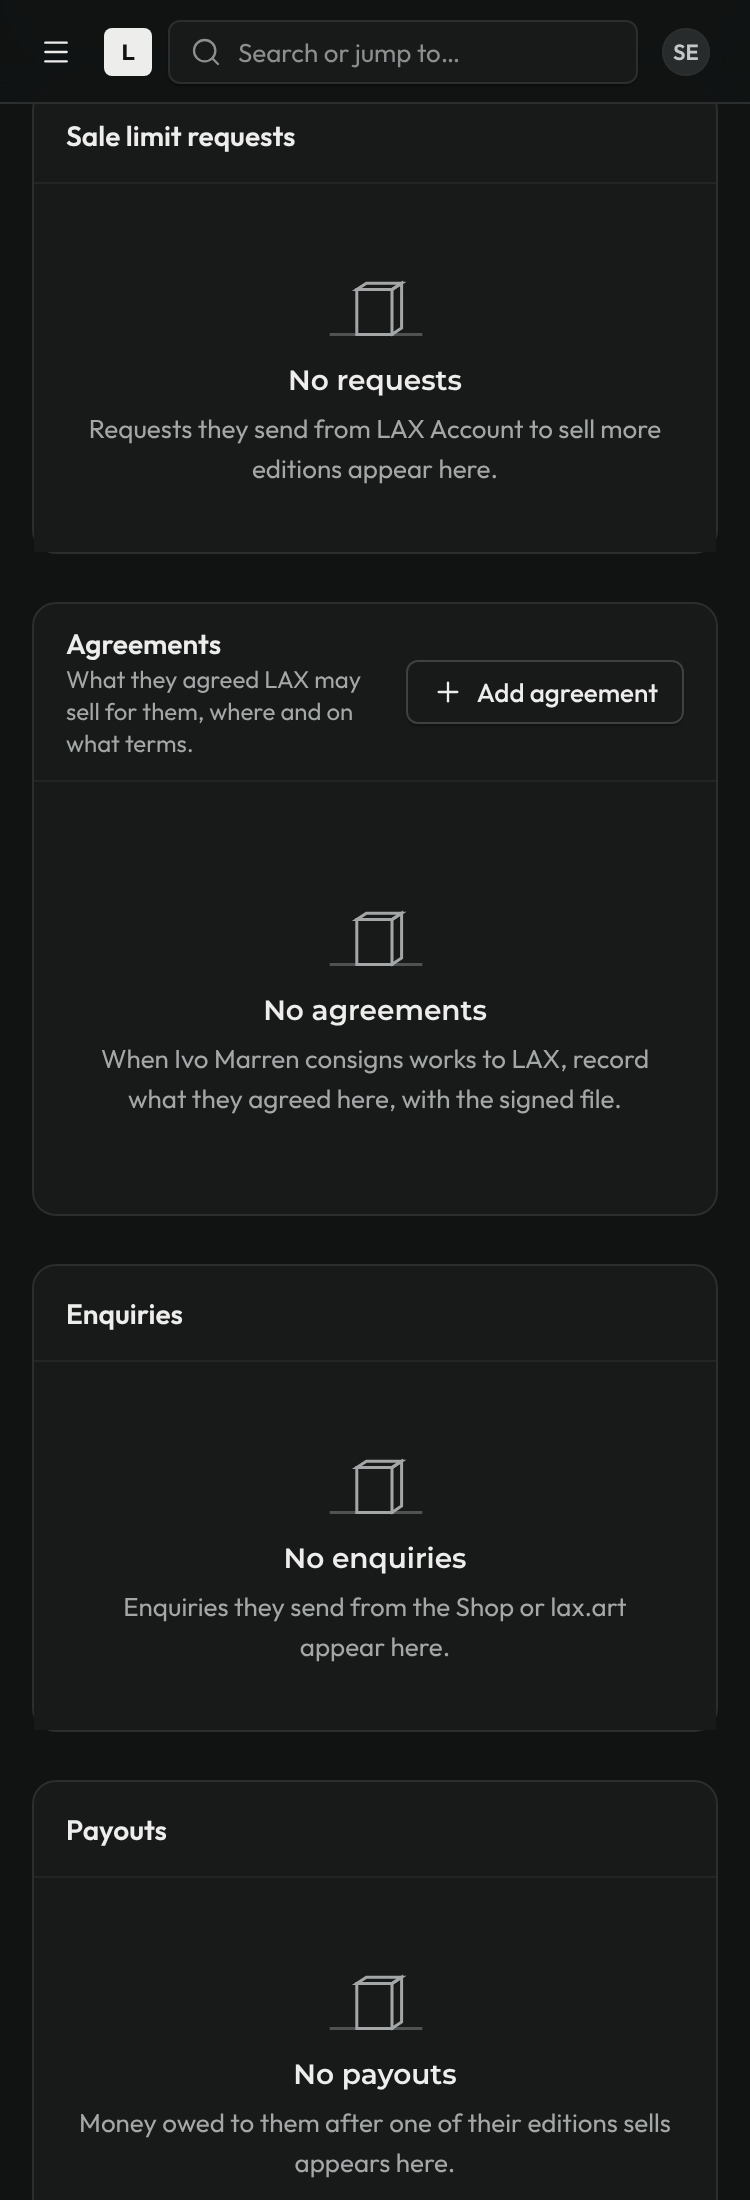 L
Search or jump to...
SE
Sale limit requests
No requests
Requests they send from LAX Account to sell more
editions appear here.
Agreements
What they agreed LAX may
sell for them, where and on
what terms.
Add agreement
No agreements
When Ivo Marren consigns works to LAX, record
what they agreed here, with the signed file.
Enquiries
No enquiries
Enquiries they send from the Shop or lax.art
appear here.
Payouts
No payouts
Money owed to them after one of their editions sells
appears here.